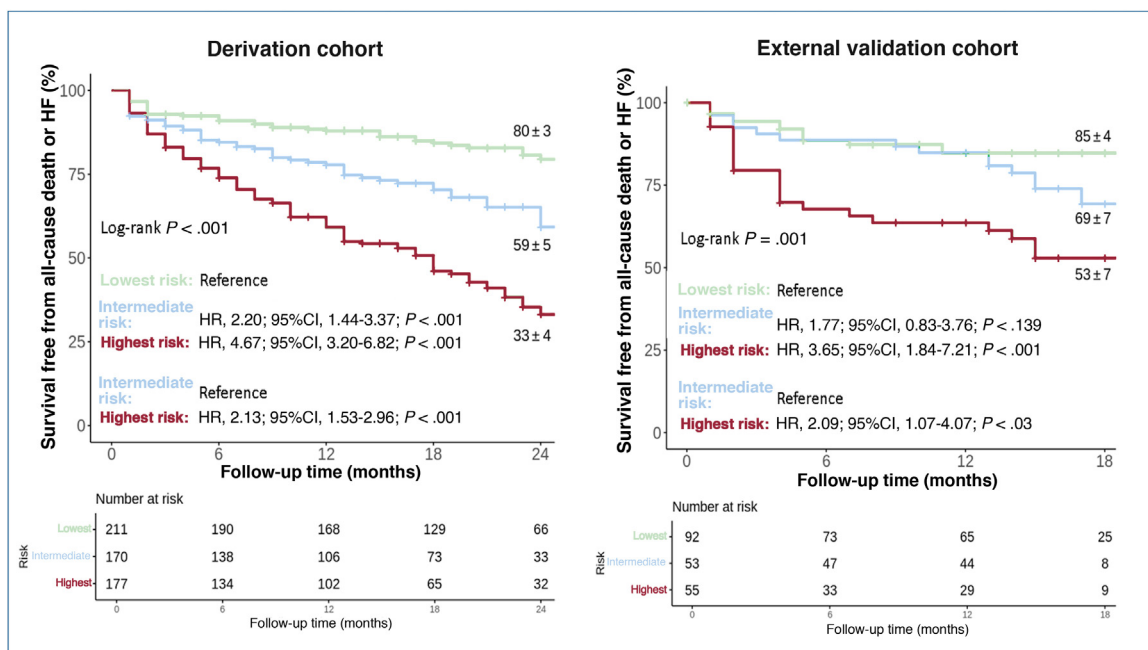 Derivation cohort
Survival free from all-cause death or HF (%)
100
75
50
25
0
80±3
59±5
33±4
Log-rank P < .001
Lowest risk: Reference
Intermediate
risk: HR, 2.20; 95%CI, 1.44-3.37; P < .001
Highest risk: HR, 4.67; 95%CI, 3.20-6.82; P < .001
Intermediate
risk: Reference
Highest risk: HR, 2.13; 95%CI, 1.53-2.96; P < .001
0 6 12 18 24
Follow-up time (months)
Number at risk
Risk
Lowest 211 190 168 129 66
Intermediate 170 138 106 73 33
Highest 177 134 102 65 32
0 6 12 18 24
Follow-up time (months)
External validation cohort
Survival free from all-cause death or HF (%)
100
75
50
25
0
85±4
69±7
53±7
Log-rank P = .001
Lowest risk: Reference
Intermediate
risk: HR, 1.77; 95%CI, 0.83-3.76; P < .139
Highest risk: HR, 3.65; 95%CI, 1.84-7.21; P < .001
Intermediate
risk: Reference
Highest risk: HR, 2.09; 95%CI, 1.07-4.07; P < .03
0 6 12 18
Follow-up time (months)
Number at risk
Risk
Lowest 92 73 65 25
Intermediate 53 47 44 8
Highest 55 33 29 9
0 6 12 18
Follow-up time (months)